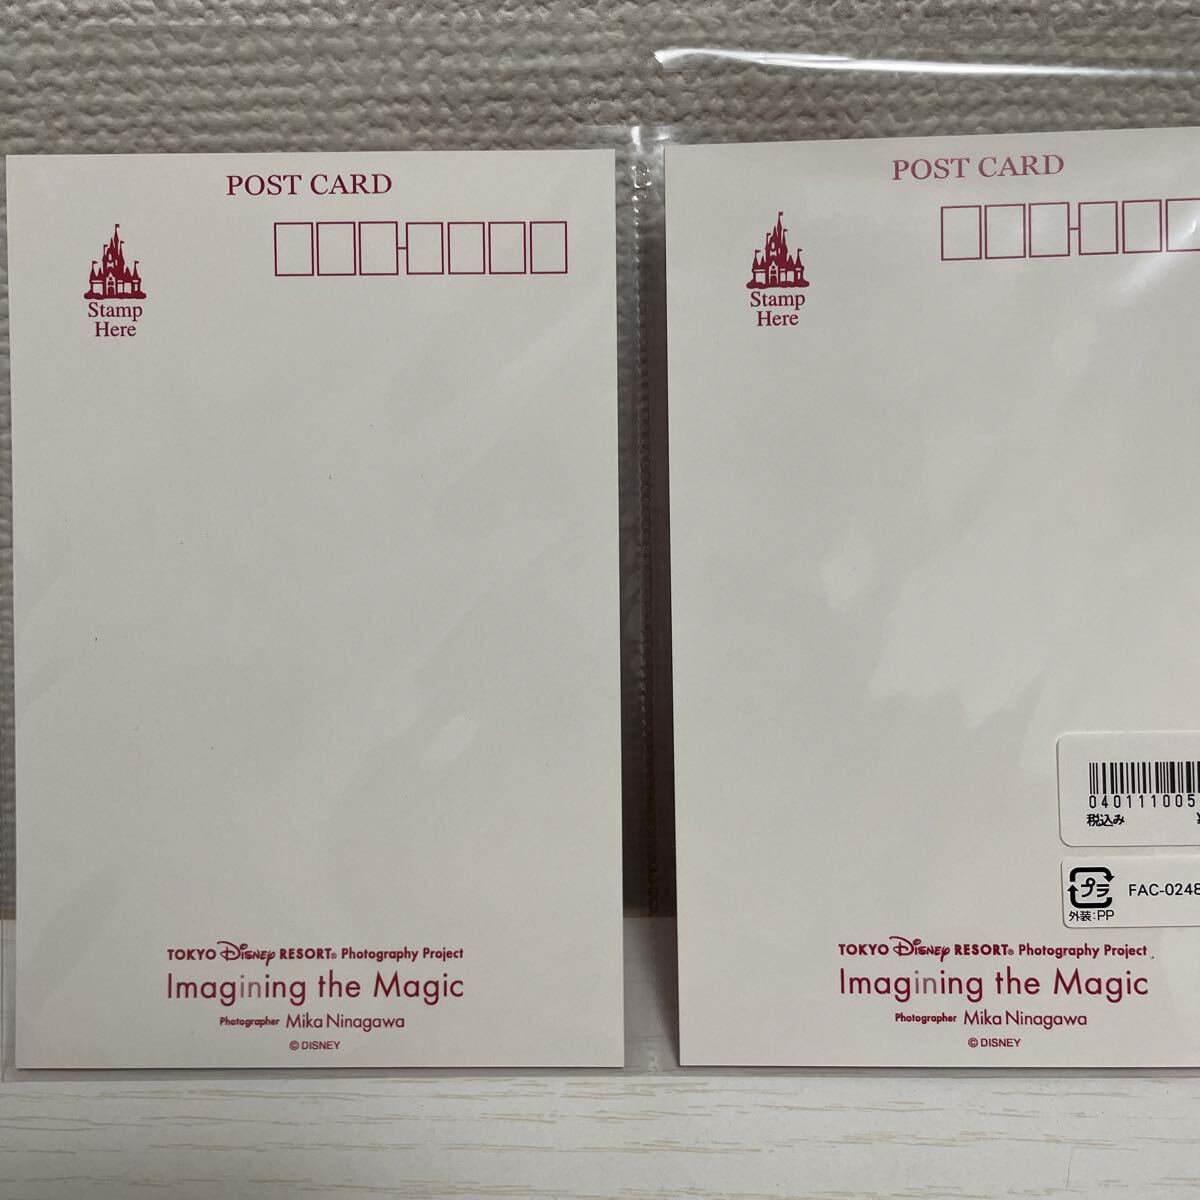 POST CARD
Stamp
Here
TOKYO Disney RESORT® Photography Project
Imagining the Magic
Photographer Mika Ninagawa
© DISNEY
POST CARD
Stamp
Here
040111005
税込み
プラ
外装:PP
FAC-0248
TOKYO Disney RESORT® Photography Project
Imagining the Magic
Photographer Mika Ninagawa
© DISNEY